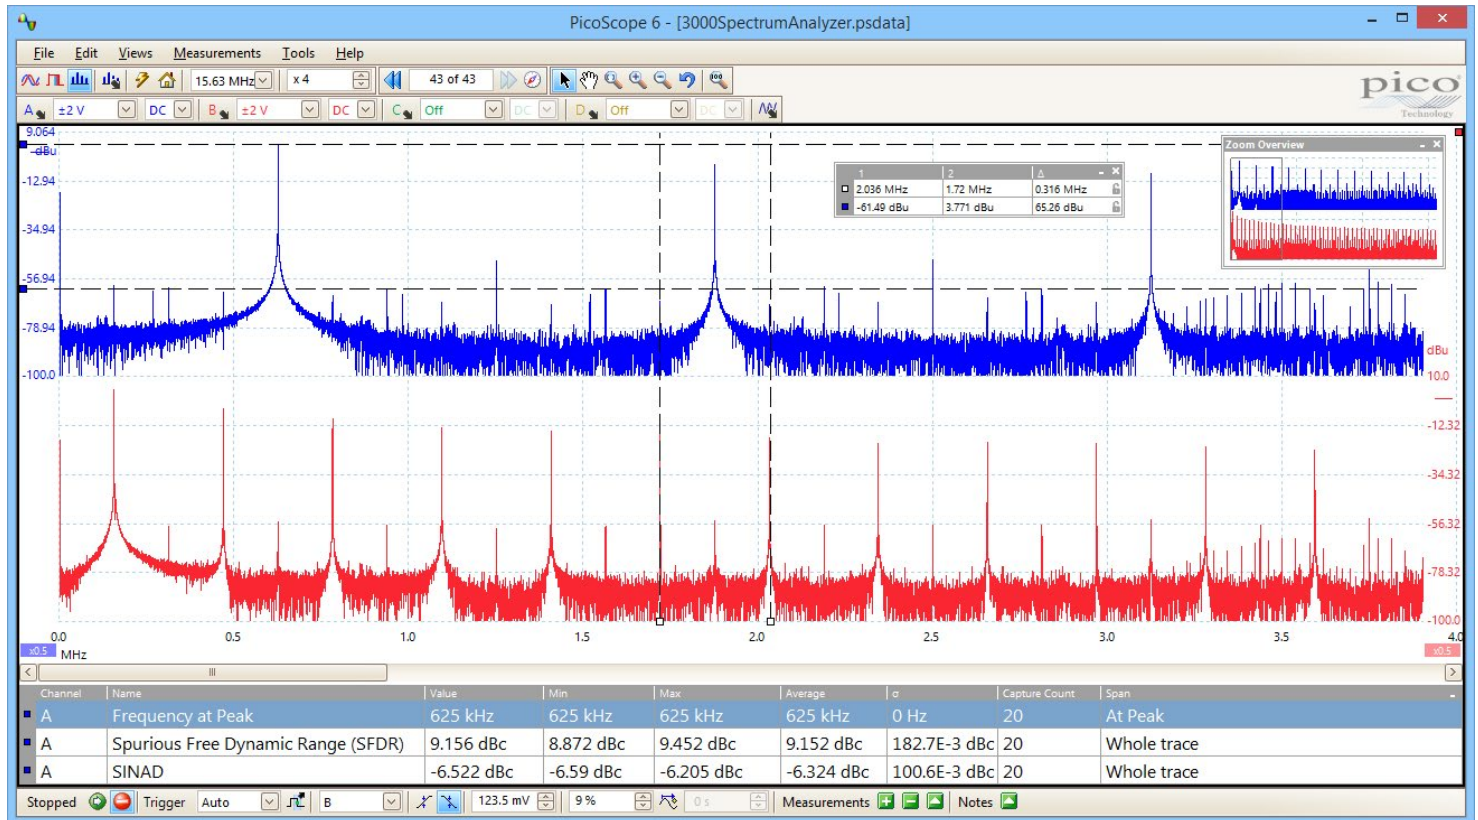 PicoScope 6 - [3000SpectrumAnalyzer.psdata]
File Edit Views Measurements Tools Help
15.63 MHz x 4 43 of 43
pico
Technology
A ±2 V DC B ±2 V DC C Off DC D Off DC
9.064
dBu
-12.94
-34.94
-56.94
-78.94
-100.0
1 2 Δ
2.036 MHz 1.72 MHz 0.316 MHz
-61.49 dBu 3.771 dBu 65.26 dBu
Zoom Overview
dBu
10.0
-12.32
-34.32
-56.32
-78.32
-100.0
0.0 0.5 1.0 1.5 2.0 2.5 3.0 3.5 4.0
x0.5 MHz x0.5
Channel Name Value Min Max Average σ Capture Count Span
A Frequency at Peak 625 kHz 625 kHz 625 kHz 625 kHz 0 Hz 20 At Peak
A Spurious Free Dynamic Range (SFDR) 9.156 dBc 8.872 dBc 9.452 dBc 9.152 dBc 182.7E-3 dBc 20 Whole trace
A SINAD -6.522 dBc -6.59 dBc -6.205 dBc -6.324 dBc 100.6E-3 dBc 20 Whole trace
Stopped Trigger Auto B 123.5 mV 9 % 0 s Measurements Notes